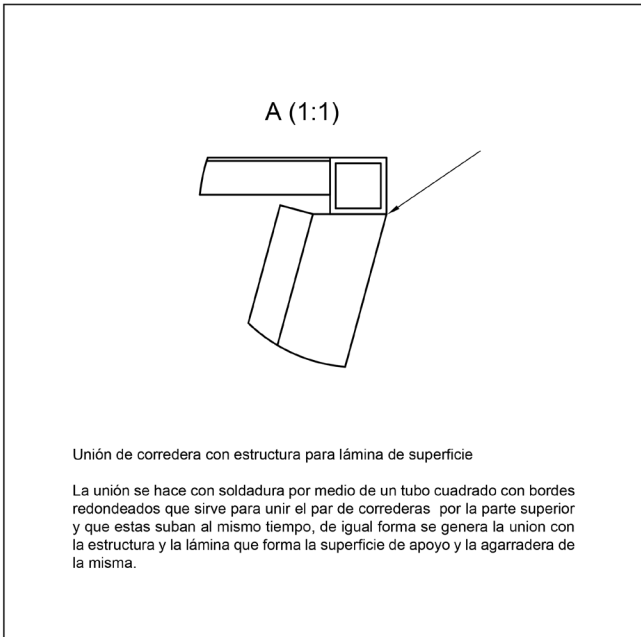 A (1:1)
Unión de corredera con estructura para lámina de superficie
La unión se hace con soldadura por medio de un tubo cuadrado con bordes
redondeados que sirve para unir el par de correderas por la parte superior
y que estas suban al mismo tiempo, de igual forma se genera la union con
la estructura y la lámina que forma la superficie de apoyo y la agarradera de
la misma.